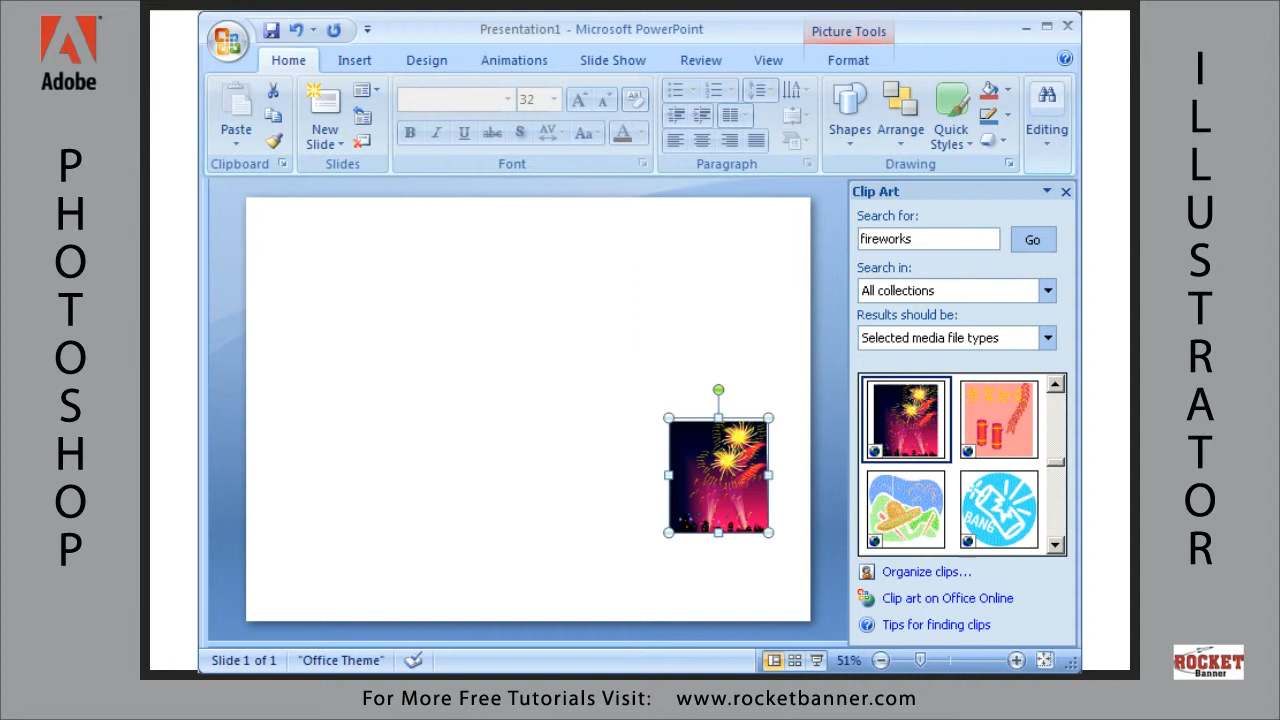 Adobe
PHOTOSHOP
Presentation1 - Microsoft PowerPoint
Picture Tools
Home Insert Design Animations Slide Show Review View Format
Paste
New
Slide
32
B I U abc S AV Aa A
Shapes Arrange Quick
Styles
Editing
Clipboard Slides Font Paragraph Drawing
Clip Art
Search for:
fireworks Go
Search in:
All collections
Results should be:
Selected media file types
BANG
Organize clips...
Clip art on Office Online
Tips for finding clips
Slide 1 of 1 "Office Theme" 51%
ILLUSTRATOR
ROCKET
Banner
For More Free Tutorials Visit: www.rocketbanner.com